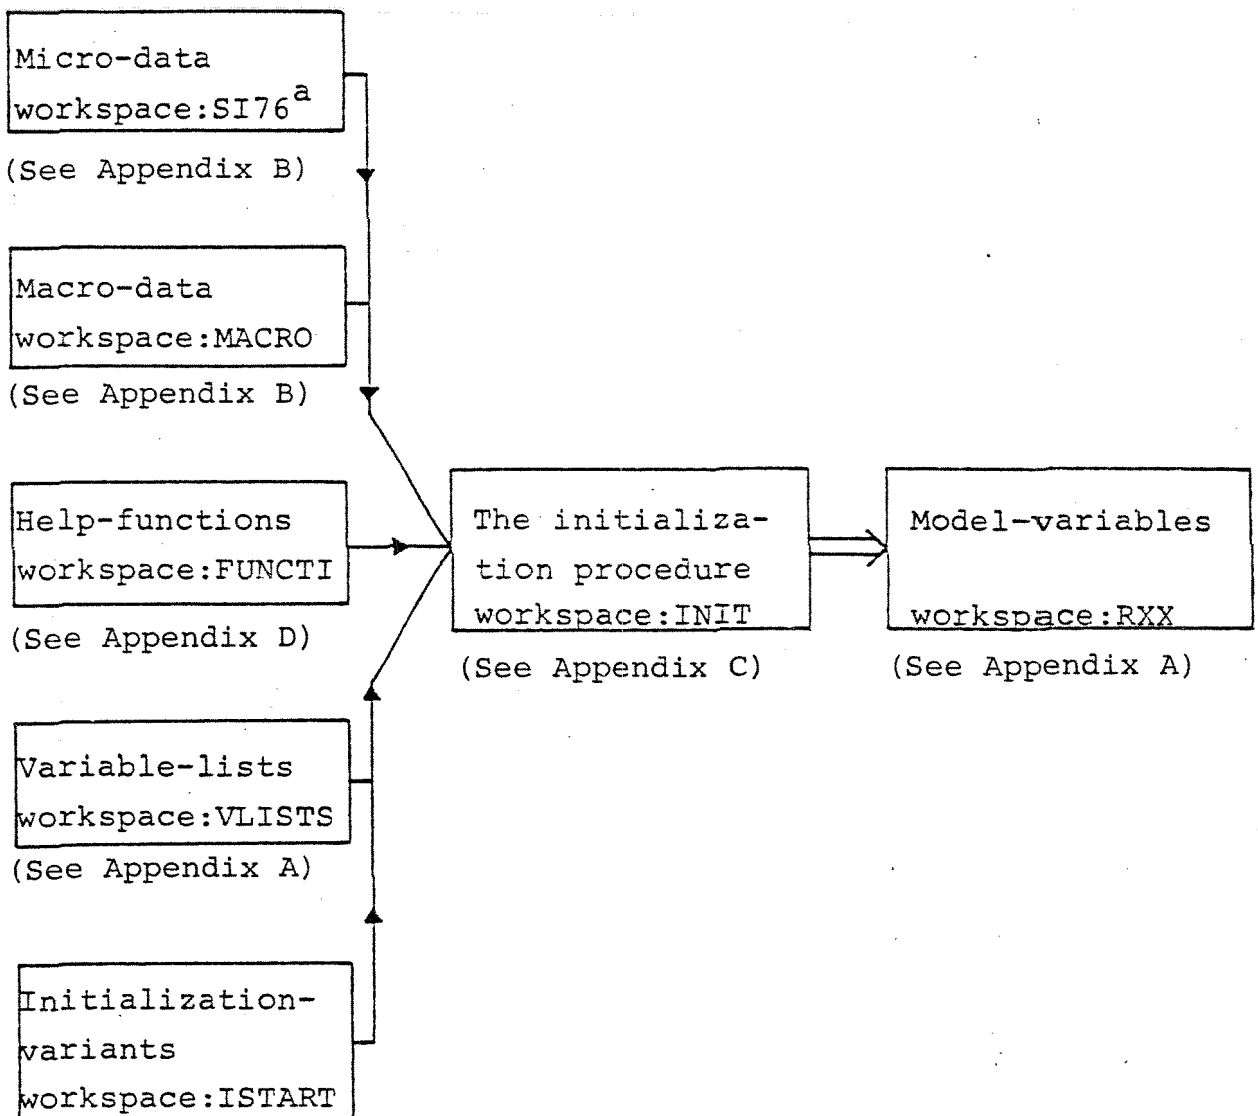 Micro-data
workspace:SI76a
(See Appendix B)
Macro-data
workspace:MACRO
(See Appendix B)
Help-functions
workspace:FUNCTI
(See Appendix D)
The initializa-
tion procedure
workspace:INIT
(See Appendix C)
Model-variables
workspace:RXX
(See Appendix A)
Variable-lists
workspace:VLISTS
(See Appendix A)
Initialization-
variants
workspace:ISTART